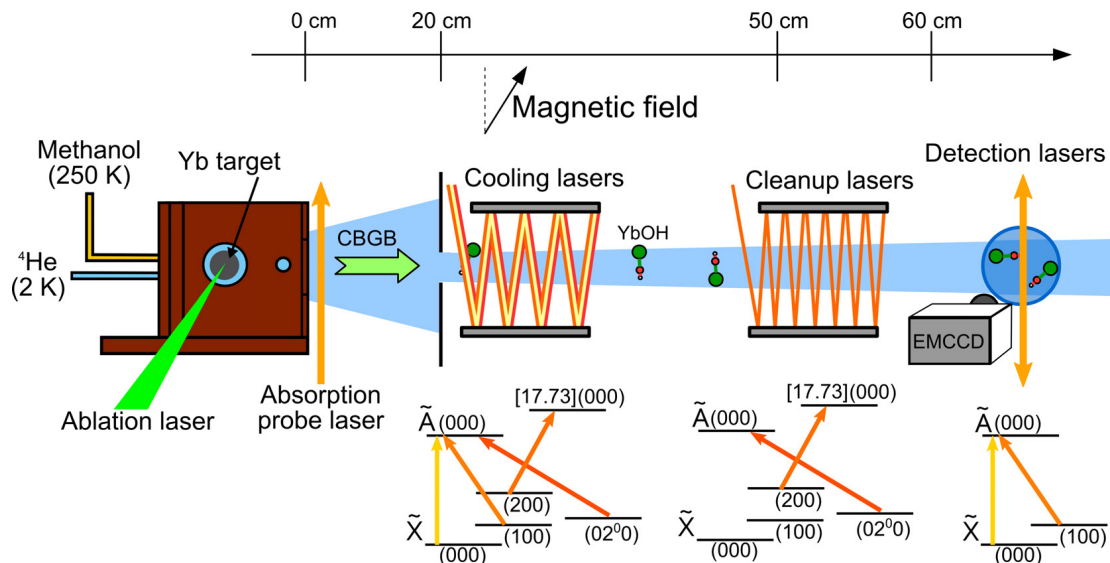 0 cm
20 cm
50 cm
60 cm
Magnetic field
Methanol
(250 K)
Yb target
Cooling lasers
Cleanup lasers
Detection lasers
⁴He
(2 K)
CBGB
YbOH
EMCCD
Ablation laser
Absorption
probe laser
[17.73](000)
Ã(000)
(200)
(100)
(02⁰0)
X̃
(000)
[17.73](000)
Ã(000)
(200)
(100)
(02⁰0)
X̃
(000)
Ã(000)
X̃
(100)
(000)